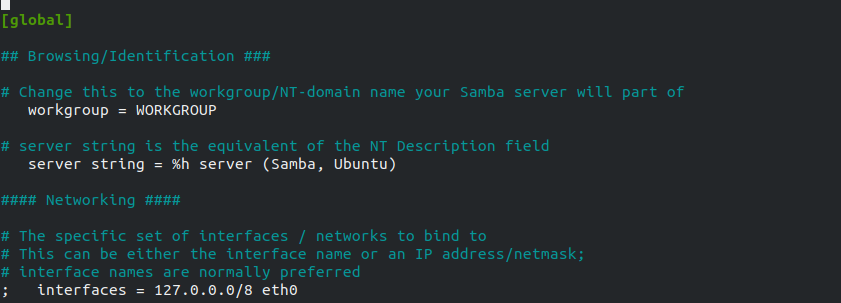 [global]
## Browsing/Identification ###
# Change this to the workgroup/NT-domain name your Samba server will part of
workgroup = WORKGROUP
# server string is the equivalent of the NT Description field
server string = %h server (Samba, Ubuntu)
#### Networking ####
# The specific set of interfaces / networks to bind to
# This can be either the interface name or an IP address/netmask;
# interface names are normally preferred
;   interfaces = 127.0.0.0/8 eth0